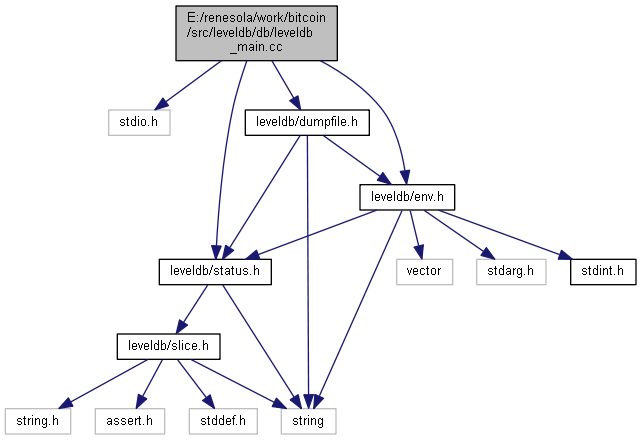 E:/renesola/work/bitcoin
/src/leveldb/db/leveldb
_main.cc
stdio.h
leveldb/dumpfile.h
leveldb/env.h
leveldb/status.h
vector
stdarg.h
stdint.h
leveldb/slice.h
string.h
assert.h
stddef.h
string